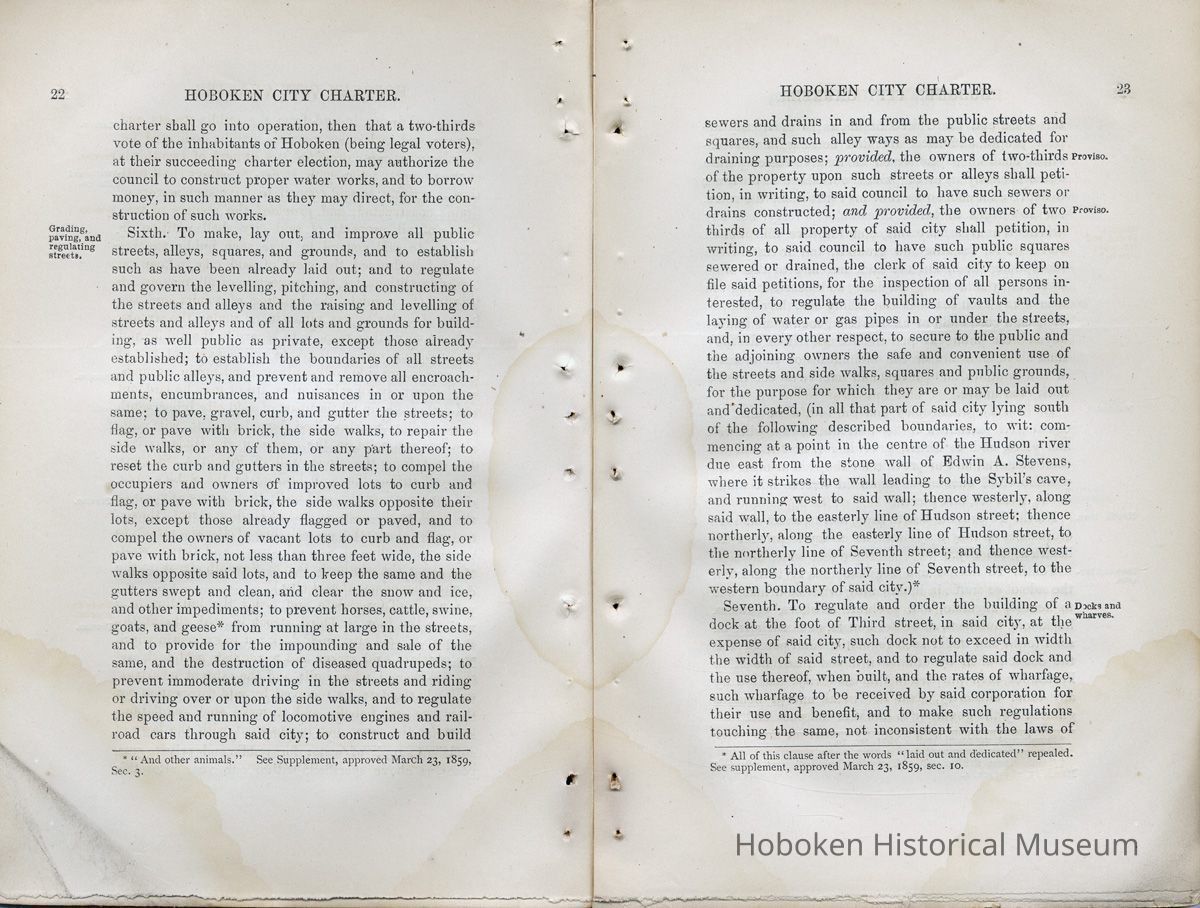 22
HOBOKEN CITY CHARTER.
charter shall go into operation, then that a two-thirds
vote of the inhabitants of Hoboken (being legal voters),
at their succeeding charter election, may authorize the
council to construct proper water works, and to borrow
money, in such manner as they may direct, for the con-
struction of such works.
Grading,
paving, and
regulating
streets.
Sixth. To make, lay out, and improve all public
streets, alleys, squares, and grounds, and to establish
such as have been already laid out; and to regulate
and govern the levelling, pitching, and constructing of
the streets and alleys and the raising and levelling of
streets and alleys and of all lots and grounds for build-
ing, as well public as private, except those already
established; to establish the boundaries of all streets
and public alleys, and prevent and remove all encroach-
ments, encumbrances, and nuisances in or upon the
same; to pave, gravel, curb, and gutter the streets; to
flag, or pave with brick, the side walks, to repair the
side walks, or any of them, or any part thereof; to
reset the curb and gutters in the streets; to compel the
occupiers and owners of improved lots to curb and
flag, or pave with brick, the side walks opposite their
lots, except those already flagged or paved, and to
compel the owners of vacant lots to curb and flag, or
pave with brick, not less than three feet wide, the side
walks opposite said lots, and to keep the same and the
gutters swept and clean, and clear the snow and ice,
and other impediments; to prevent horses, cattle, swine,
goats, and geese* from running at large in the streets,
and to provide for the impounding and sale of the
same, and the destruction of diseased quadrupeds; to
prevent immoderate driving in the streets and riding
or driving over or upon the side walks, and to regulate
the speed and running of locomotive engines and rail-
road cars through said city; to construct and build
* "And other animals." See Supplement, approved March 23, 1859,
Sec. 3.
HOBOKEN CITY CHARTER.
23
sewers and drains in and from the public streets and
squares, and such alley ways as may be dedicated for
draining purposes; provided, the owners of two-thirds
Proviso.
of the property upon such streets or alleys shall peti-
tion, in writing, to said council to have such sewers or
drains constructed; and provided, the owners of two
Proviso.
thirds of all property of said city shall petition, in
writing, to said council to have such public squares
sewered or drained, the clerk of said city to keep on
file said petitions, for the inspection of all persons in-
terested, to regulate the building of vaults and the
laying of water or gas pipes in or under the streets,
and, in every other respect, to secure to the public and
the adjoining owners the safe and convenient use of
the streets and side walks, squares and public grounds,
for the purpose for which they are or may be laid out
and dedicated, (in all that part of said city lying south
of the following described boundaries, to wit: com-
mencing at a point in the centre of the Hudson river
due east from the stone wall of Edwin A. Stevens,
where it strikes the wall leading to the Sybil's cave,
and running west to said wall; thence westerly, along
said wall, to the easterly line of Hudson street; thence
northerly, along the easterly line of Hudson street, to
the northerly line of Seventh street; and thence west-
erly, along the northerly line of Seventh street, to the
western boundary of said city.)*
Seventh. To regulate and order the building of a
Docks and
wharves.
dock at the foot of Third street, in said city, at the
expense of said city, such dock not to exceed in width
the width of said street, and to regulate said dock and
the use thereof, when built, and the rates of wharfage,
such wharfage to be received by said corporation for
their use and benefit, and to make such regulations
touching the same, not inconsistent with the laws of
* All of this clause after the words "laid out and dedicated" repealed.
See supplement, approved March 23, 1859, sec. 10.
Hoboken Historical Museum